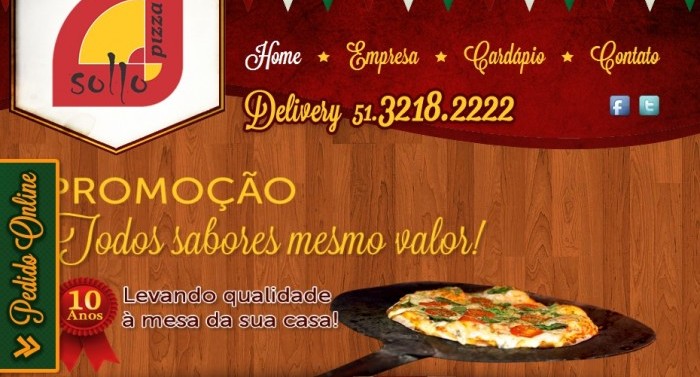 sollo pizza
Home ★ Empresa ★ Cardápio ★ Contato
Delivery 51.3218.2222
f t
Pedido Online
PROMOÇÃO
Todos sabores mesmo valor!
10
Anos
Levando qualidade
à mesa da sua casa!